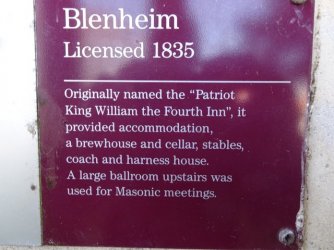 Blenheim
Licensed 1835
Originally named the “Patriot
King William the Fourth Inn”, it
provided accommodation,
a brewhouse and cellar, stables,
coach and harness house.
A large ballroom upstairs was
used for Masonic meetings.